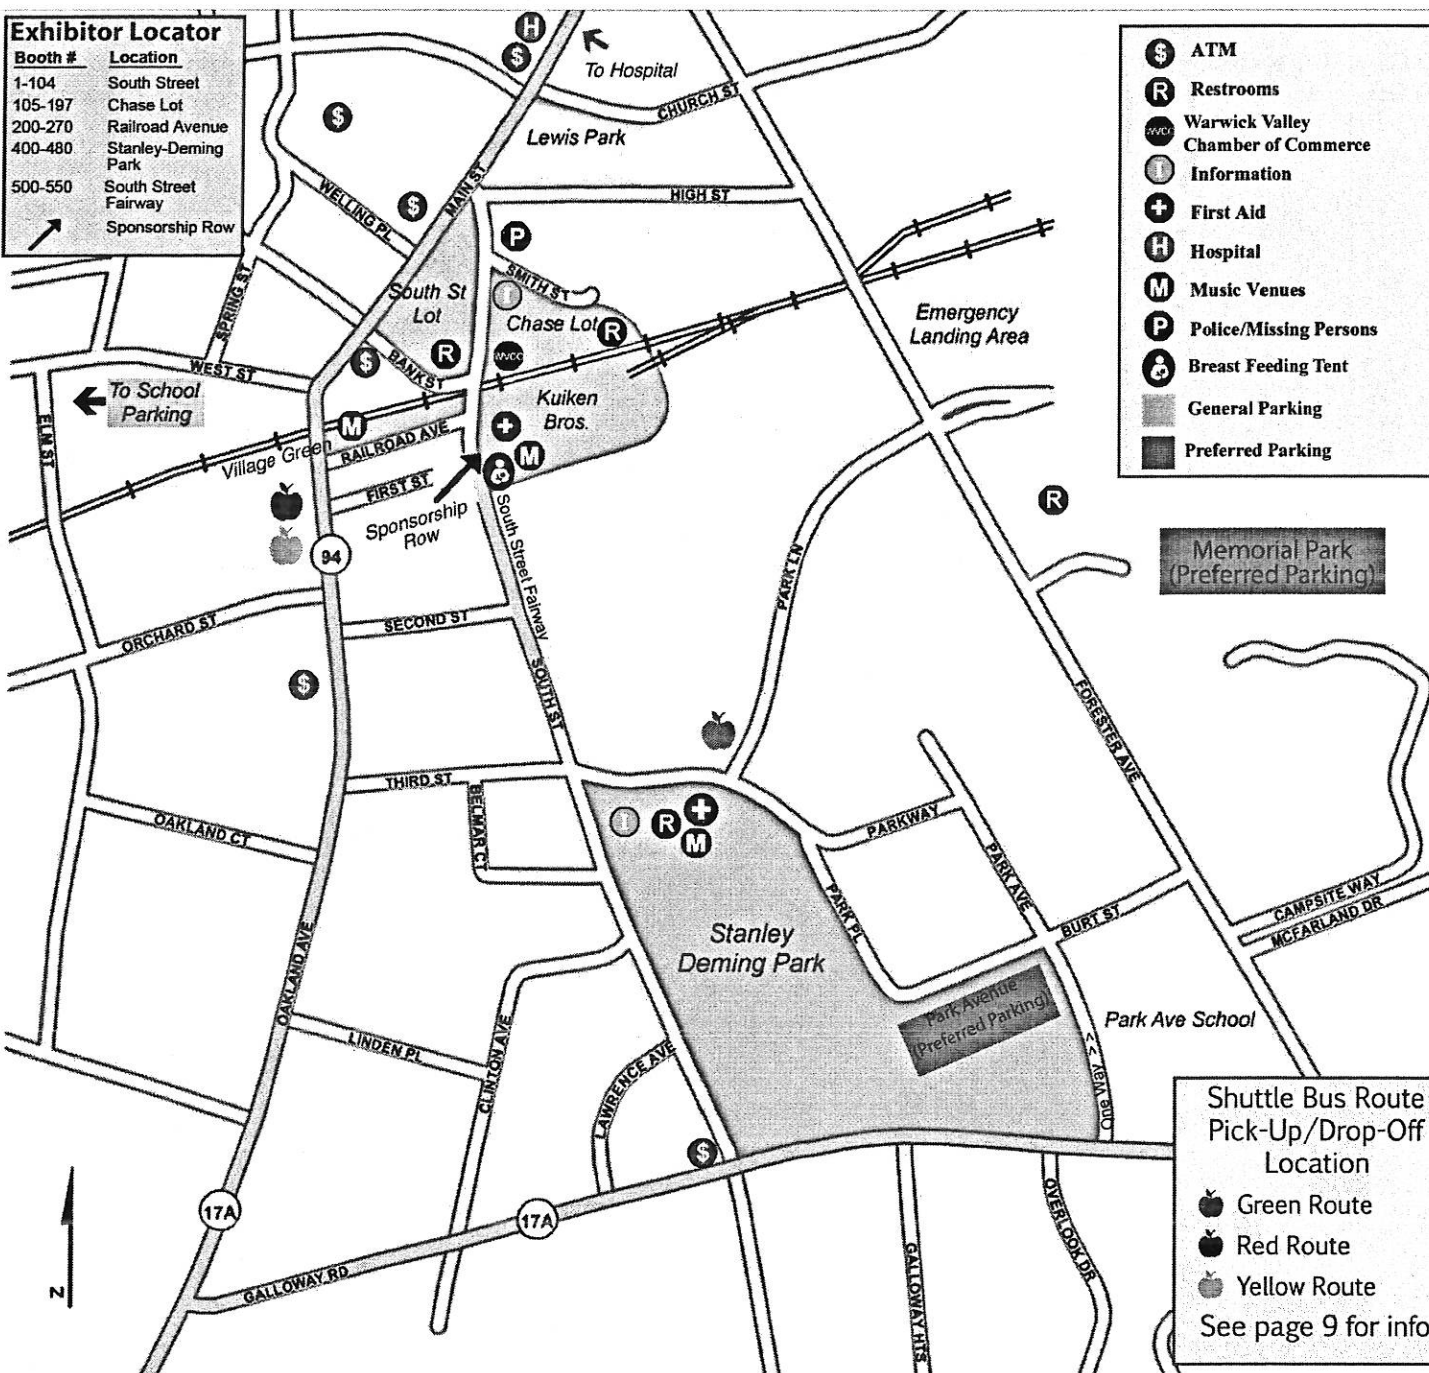 Exhibitor Locator
Booth # Location
1-104 South Street
105-197 Chase Lot
200-270 Railroad Avenue
400-480 Stanley-Deming
Park
500-550 South Street
Fairway
Sponsorship Row
$ ATM
R Restrooms
WVCC Warwick Valley
Chamber of Commerce
I Information
First Aid
H Hospital
M Music Venues
P Police/Missing Persons
Breast Feeding Tent
General Parking
Preferred Parking
H
$
To Hospital
CHURCH ST
$
Lewis Park
WELLING PL
$
MAIN ST
HIGH ST
P
SMITH ST
SPRING ST
South St
Lot
I
Chase Lot
R
Emergency
Landing Area
BANK ST
R
WVCC
$
WEST ST
To School
Parking
Kuiken
Bros.
ELM ST
M
Village Green
RAILROAD AVE
M
FIRST ST
Sponsorship
Row
South Street Fairway
R
94
Memorial Park
(Preferred Parking)
PARK LN
ORCHARD ST
SECOND ST
$
SOUTH ST
FORESTER AVE
THIRD ST
BELMAIR CT
OAKLAND CT
I
R
M
PARKWAY
PARK AVE
PARK PL
BURT ST
CAMPSITE WAY
MCFARLAND DR
Stanley
Deming Park
OAKLAND AVE
Park Avenue
(Preferred Parking)
Park Ave School
LINDEN PL
CLINTON AVE
LAWRENCE AVE
One Way >>
$
17A
17A
GALLOWAY RD
GALLOWAY HTS
OVERLOOK DR
N
Shuttle Bus Route
Pick-Up/Drop-Off
Location
Green Route
Red Route
Yellow Route
See page 9 for info